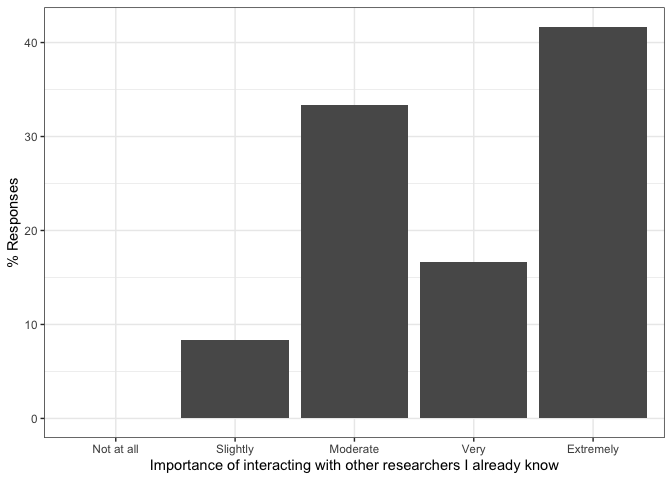 40
30
20
10
0
% Responses
Not at all Slightly Moderate Very Extremely
Importance of interacting with other researchers I already know